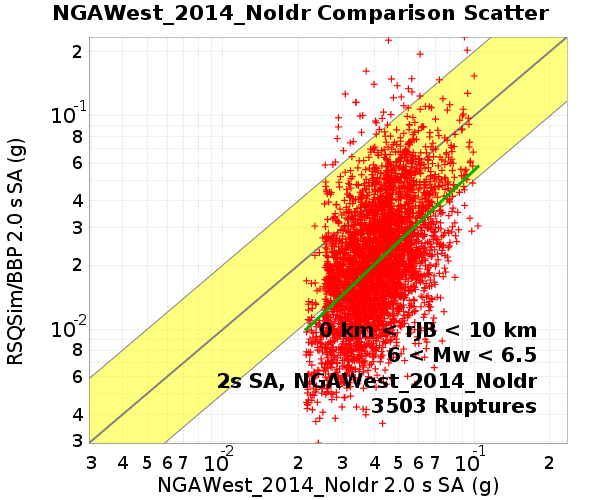 NGAWest_2014_NoIdr Comparison Scatter
RSQSim/BBP 2.0 s SA (g)
2
10-1
8
6
4
3
2
10-2
8
6
4
3
0 km < rJB < 10 km
6 < Mw < 6.5
2s SA, NGAWest_2014_NoIdr
3503 Ruptures
3 4 5 6 7 10-2 2 3 4 5 6 7 10-1 2
NGAWest_2014_NoIdr 2.0 s SA (g)